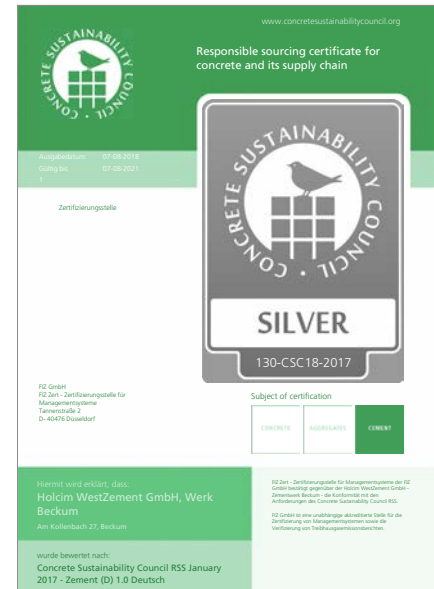 www.concretesustainabilitycouncil.org
CONCRETE SUSTAINABILITY COUNCIL
Responsible sourcing certificate for
concrete and its supply chain
Ausgabedatum 07-08-2018
Gültig bis 07-08-2021
1
Zertifizierungsstelle
CONCRETE SUSTAINABILITY COUNCIL
SILVER
130-CSC18-2017
FIZ GmbH
FIZ Zert - Zertifizierungsstelle für
Managementsysteme
Tannenstraße 2
D- 40476 Düsseldorf
Subject of certification
CONCRETE
AGGREGATES
CEMENT
Hiermit wird erklärt, dass:
Holcim WestZement GmbH, Werk
Beckum
Am Kollenbach 27, Beckum
wurde bewertet nach:
Concrete Sustainability Council RSS January
2017 - Zement (D) 1.0 Deutsch
FIZ Zert - Zertifizierungsstelle für Managementsysteme der FIZ
GmbH bestätigt gegenüber der Holcim WestZement GmbH -
Zementwerk Beckum - die Konformität mit den
Anforderungen des Concrete Sustainability Council RSS.
FIZ GmbH ist eine unabhängige akkreditierte Stelle für die
Zertifizierung von Managementsystemen sowie die
Verifizierung von Treibhausgasemissionsberichten.